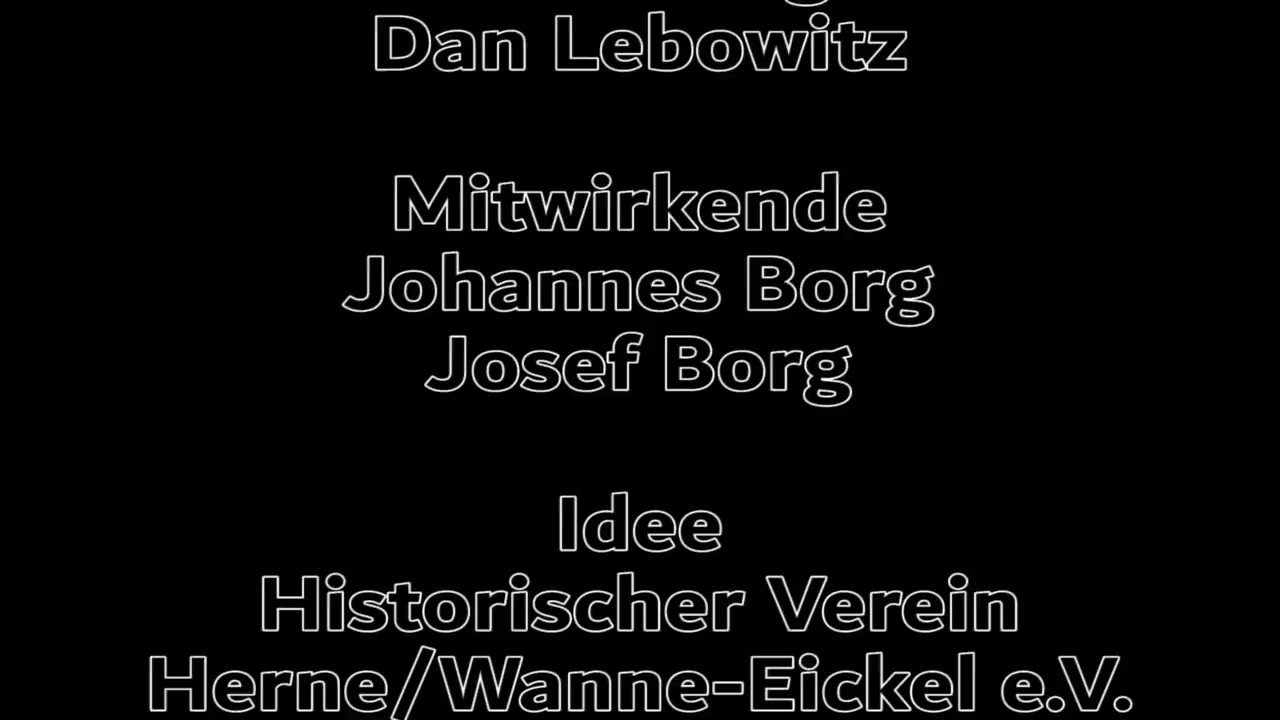 Dan Lebowitz
Mitwirkende
Johannes Borg
Josef Borg
Idee
Historischer Verein
Herne/Wanne-Eickel e.V.